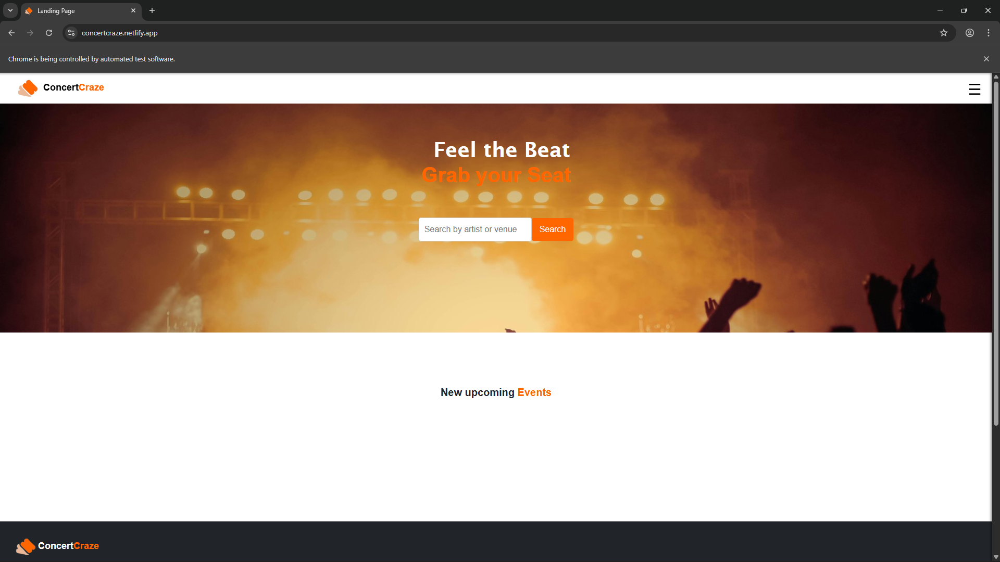 Landing Page
concertcraze.netlify.app
Chrome is being controlled by automated test software.
ConcertCraze
Feel the Beat
Grab your Seat
Search by artist or venue
Search
New upcoming Events
ConcertCraze